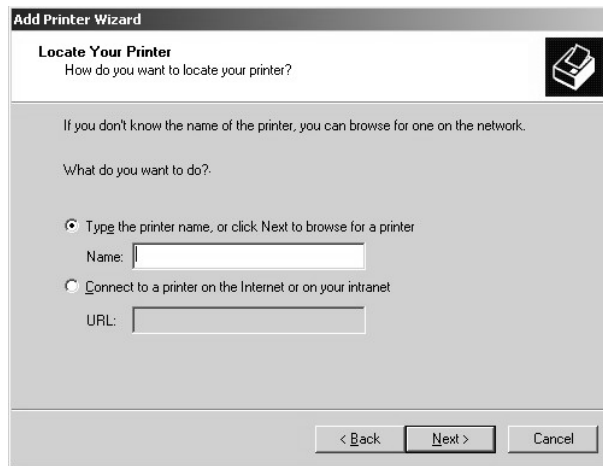 Add Printer Wizard
Locate Your Printer
How do you want to locate your printer?
If you don't know the name of the printer, you can browse for one on the network.
What do you want to do?
Type the printer name, or click Next to browse for a printer
Name:
Connect to a printer on the Internet or on your intranet
URL:
< Back Next > Cancel